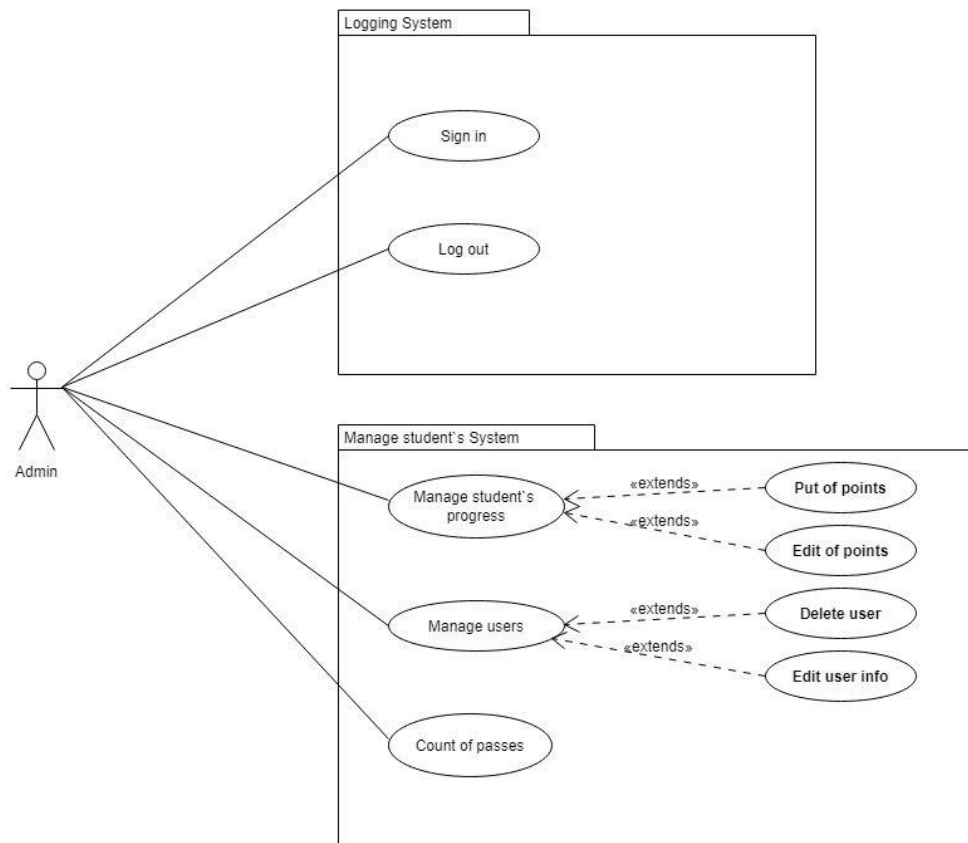 Logging System
Sign in
Log out
Admin
Manage student`s System
Manage student`s
progress
«extends»
Put of points
«extends»
Edit of points
Manage users
«extends»
Delete user
«extends»
Edit user info
Count of passes